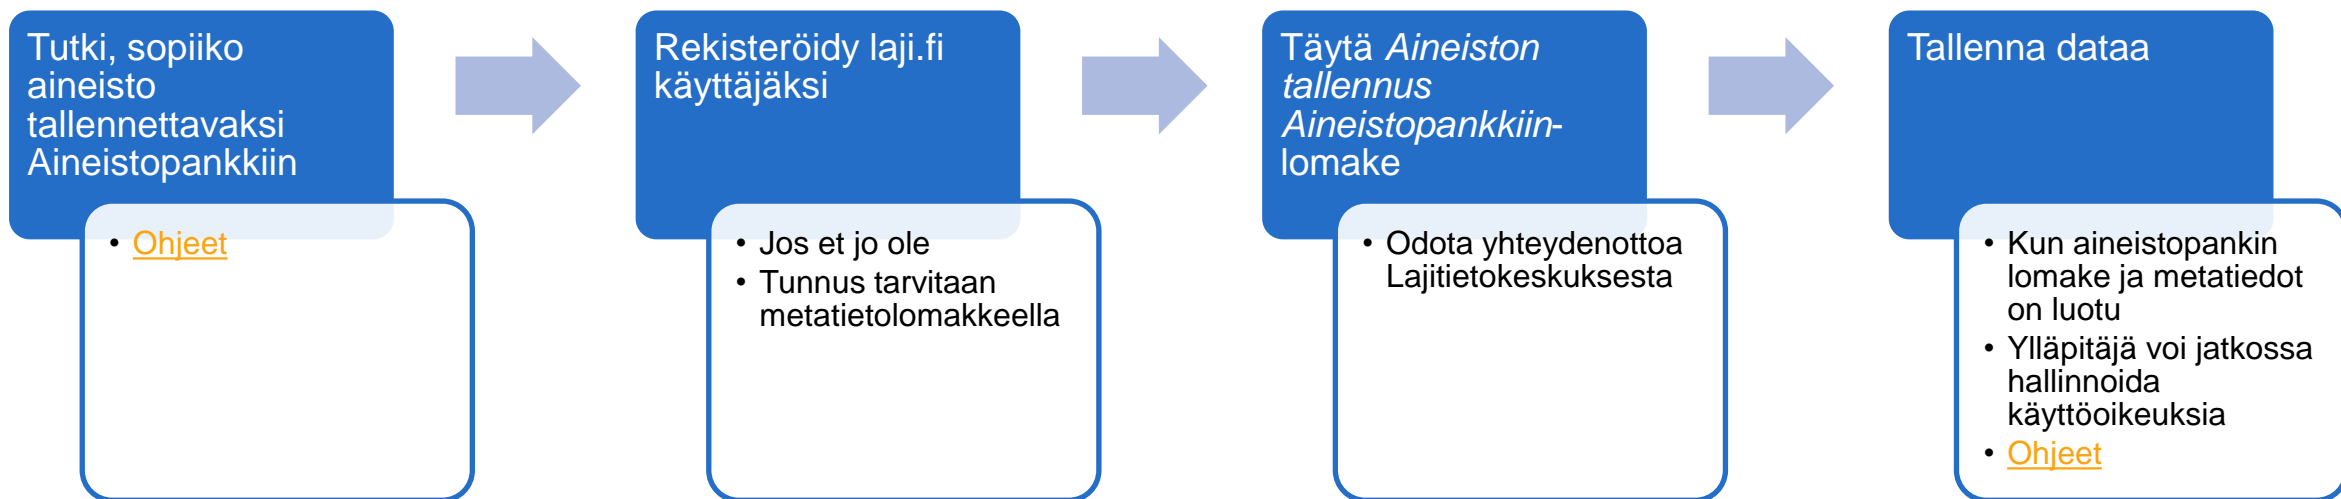 Tutki, sopiiko
aineisto
tallennettavaksi
Aineistopankkiin
• Ohjeet
Rekisteröidy laji.fi
käyttäjäksi
• Jos et jo ole
• Tunnus tarvitaan
metatietolomakkeella
Täytä Aineiston
tallennus
Aineistopankkiin-
lomake
• Odota yhteydenottoa
Lajitietokeskuksesta
Tallenna dataa
• Kun aineistopankin
lomake ja metatiedot
on luotu
• Ylläpitäjä voi jatkossa
hallinnoida
käyttöoikeuksia
• Ohjeet